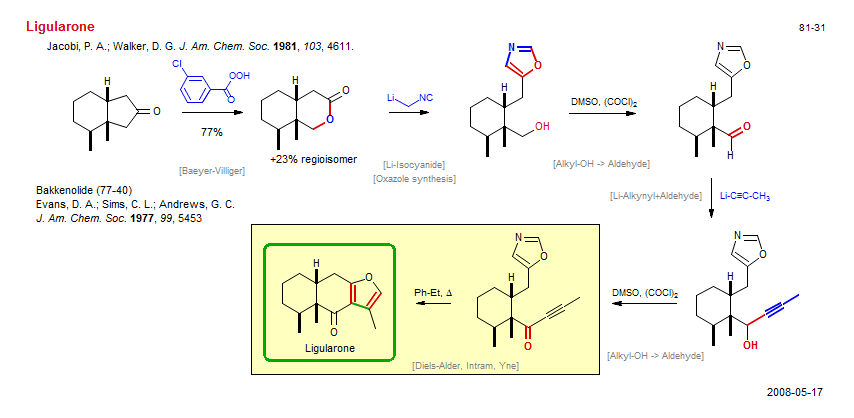 Ligularone
81-31
Jacobi, P. A.; Walker, D. G. J. Am. Chem. Soc. 1981, 103, 4611.
Cl
OOH
O
H
O
77%
[Baeyer-Villiger]
H
O
O
+23% regioisomer
Li
NC
[Li-Isocyanide]
[Oxazole synthesis]
N
O
H
OH
DMSO, (COCl)2
[Alkyl-OH -> Aldehyde]
N
O
H
O
H
Bakkenolide (77-40)
Evans, D. A.; Sims, C. L.; Andrews, G. C.
J. Am. Chem. Soc. 1977, 99, 5453
[Li-Alkynyl+Aldehyde]
Li-C≡C-CH3
H
O
O
Ligularone
Ph-Et, Δ
N
O
H
O
[Diels-Alder, Intram, Yne]
DMSO, (COCl)2
[Alkyl-OH -> Aldehyde]
N
O
H
OH
2008-05-17